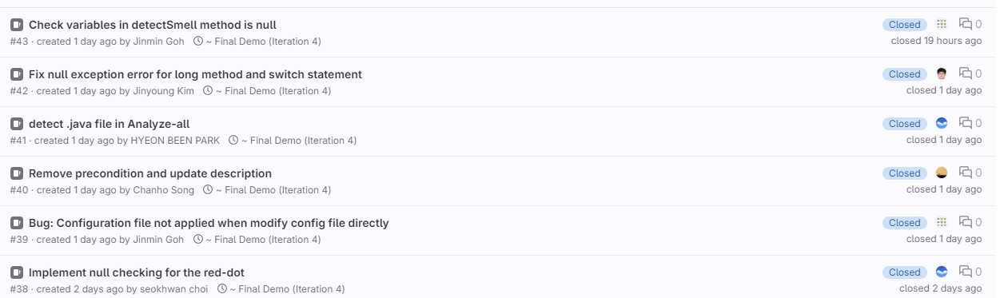 Check variables in detectSmell method is null Closed 0
#43 · created 1 day ago by Jinmin Goh ~ Final Demo (Iteration 4) closed 19 hours ago
Fix null exception error for long method and switch statement Closed 0
#42 · created 1 day ago by Jinyoung Kim ~ Final Demo (Iteration 4) closed 1 day ago
detect .java file in Analyze-all Closed 0
#41 · created 1 day ago by HYEON BEEN PARK ~ Final Demo (Iteration 4) closed 1 day ago
Remove precondition and update description Closed 0
#40 · created 1 day ago by Chanho Song ~ Final Demo (Iteration 4) closed 1 day ago
Bug: Configuration file not applied when modify config file directly Closed 0
#39 · created 1 day ago by Jinmin Goh ~ Final Demo (Iteration 4) closed 1 day ago
Implement null checking for the red-dot Closed 0
#38 · created 2 days ago by seokhwan choi ~ Final Demo (Iteration 4) closed 2 days ago